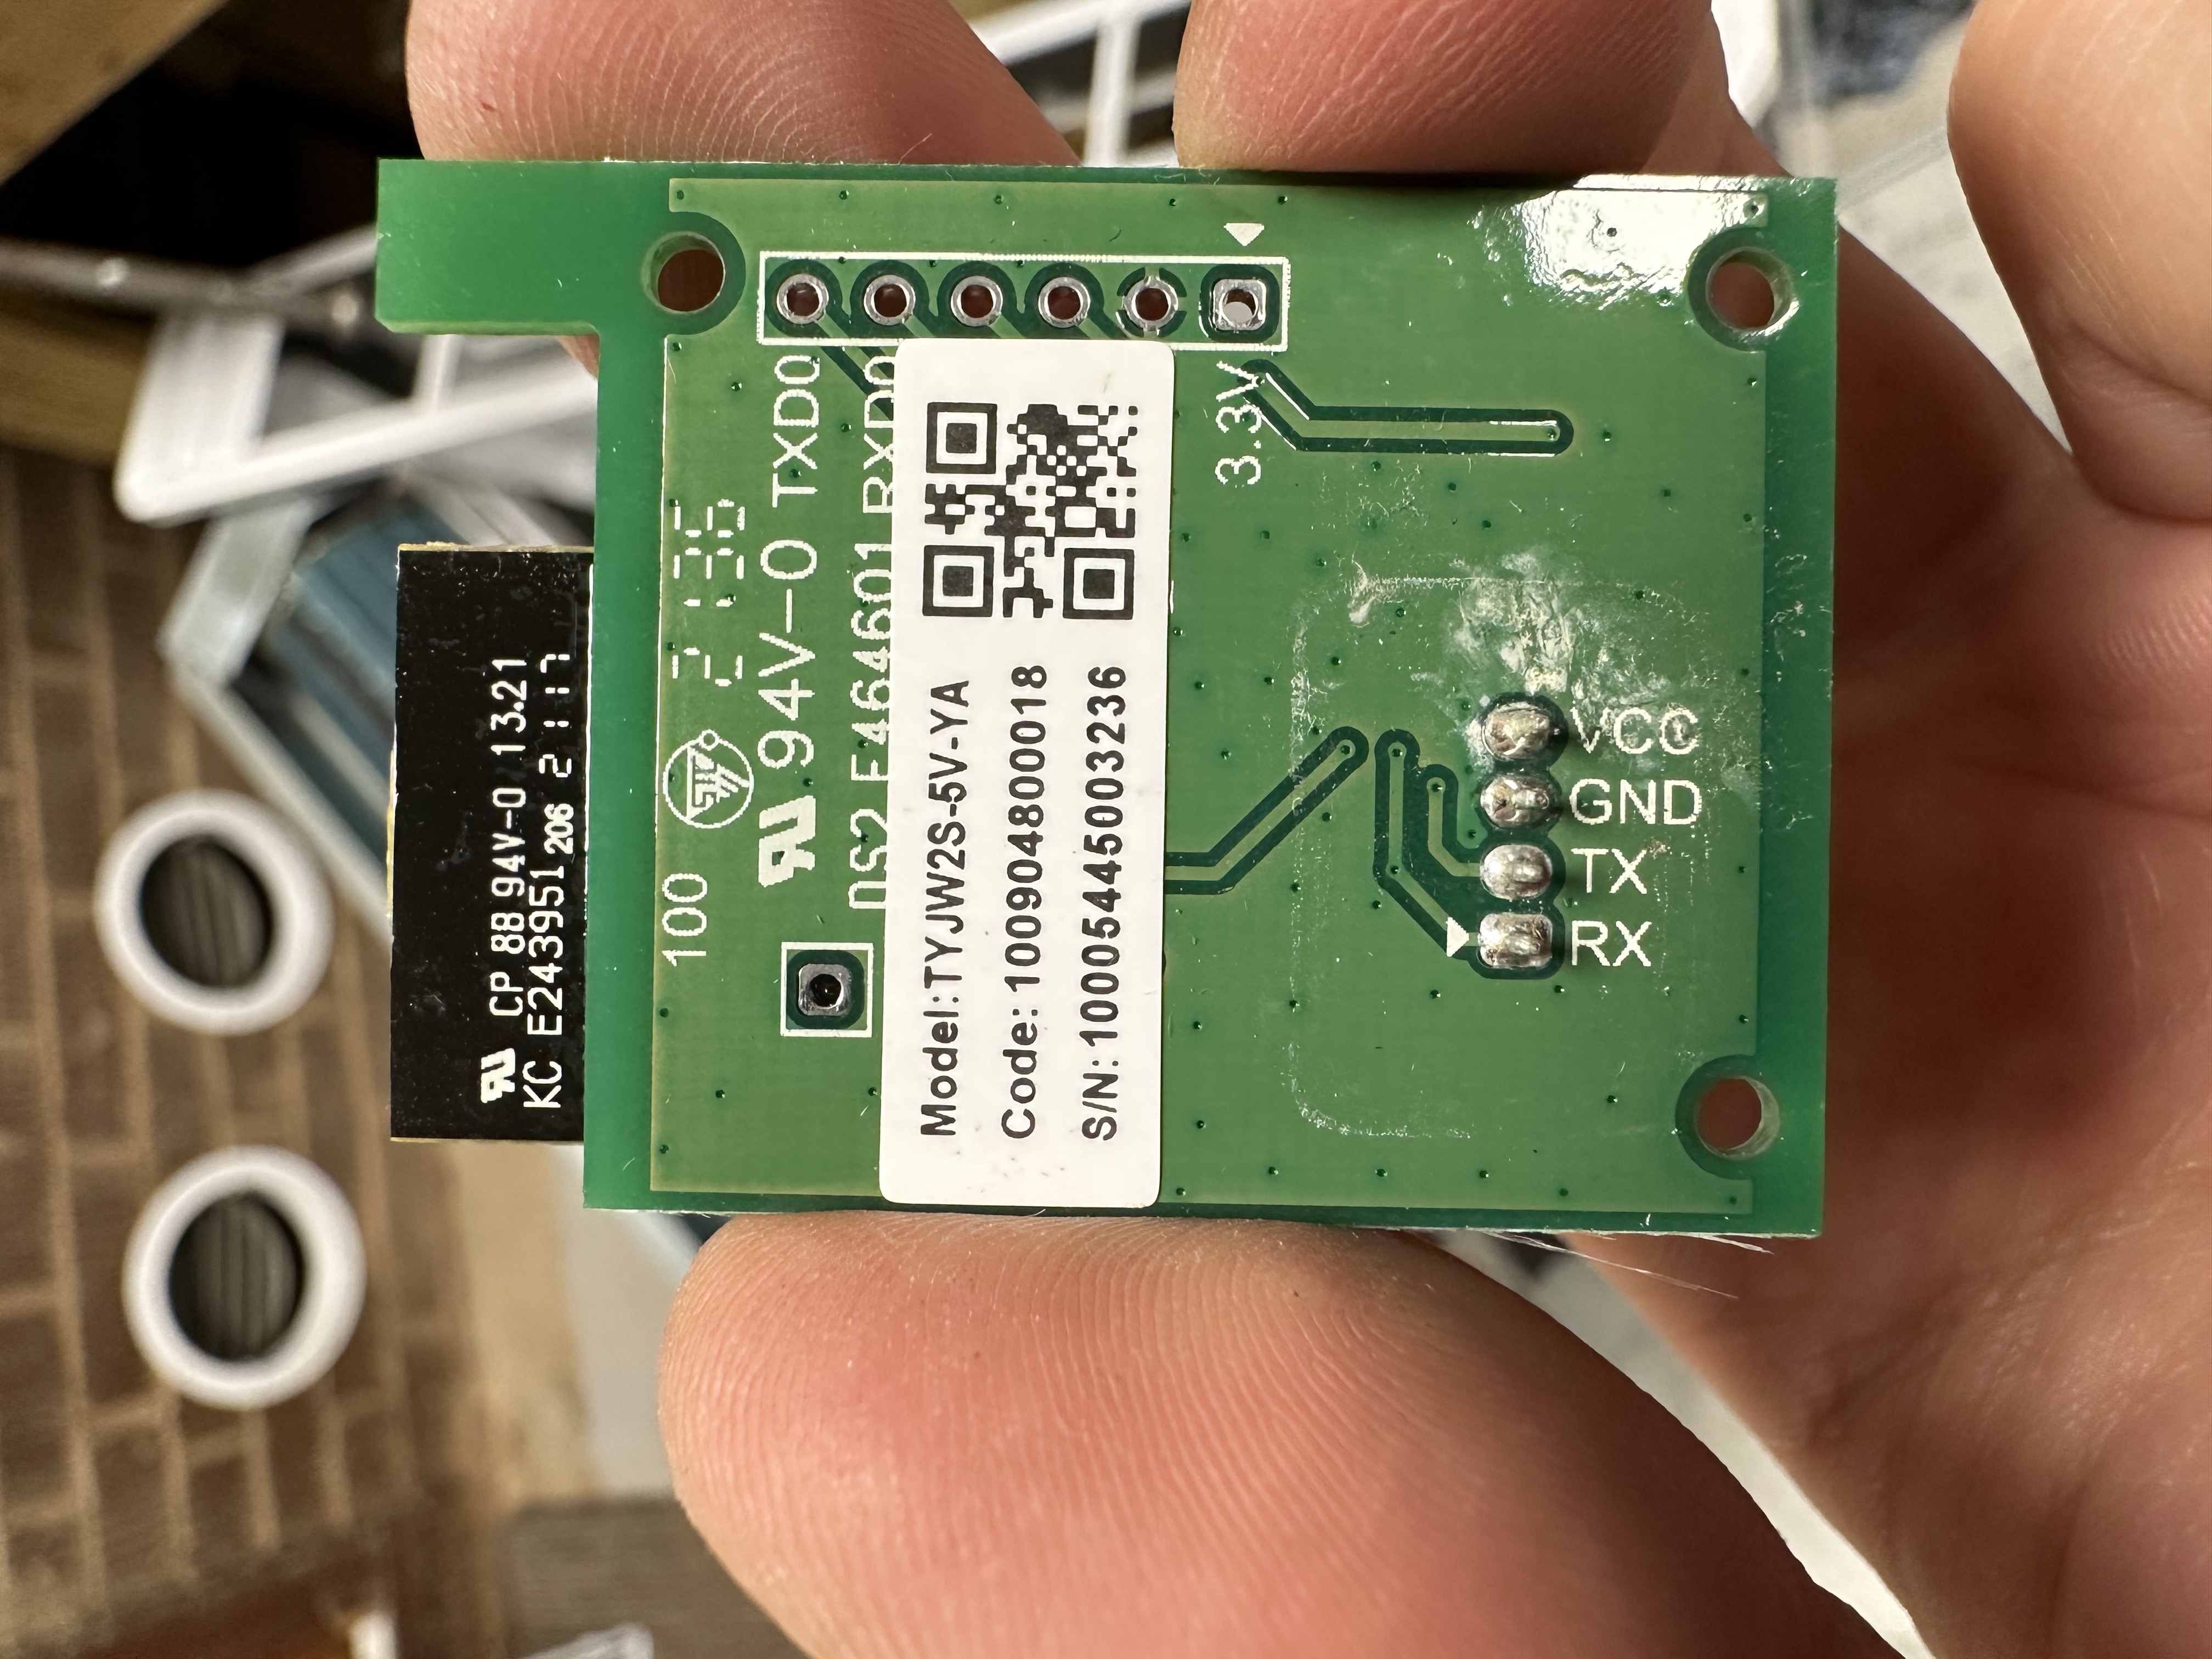 CP 88 94V-0 13.21
KC E243951 206 2117
100 2136
94V-0 TXD0
DS2 E464601 RXD0
Model:TYJW2S-5V-YA
Code: 100904800018
S/N: 10005445003236
3.3V
RX
TX
GND
VCC